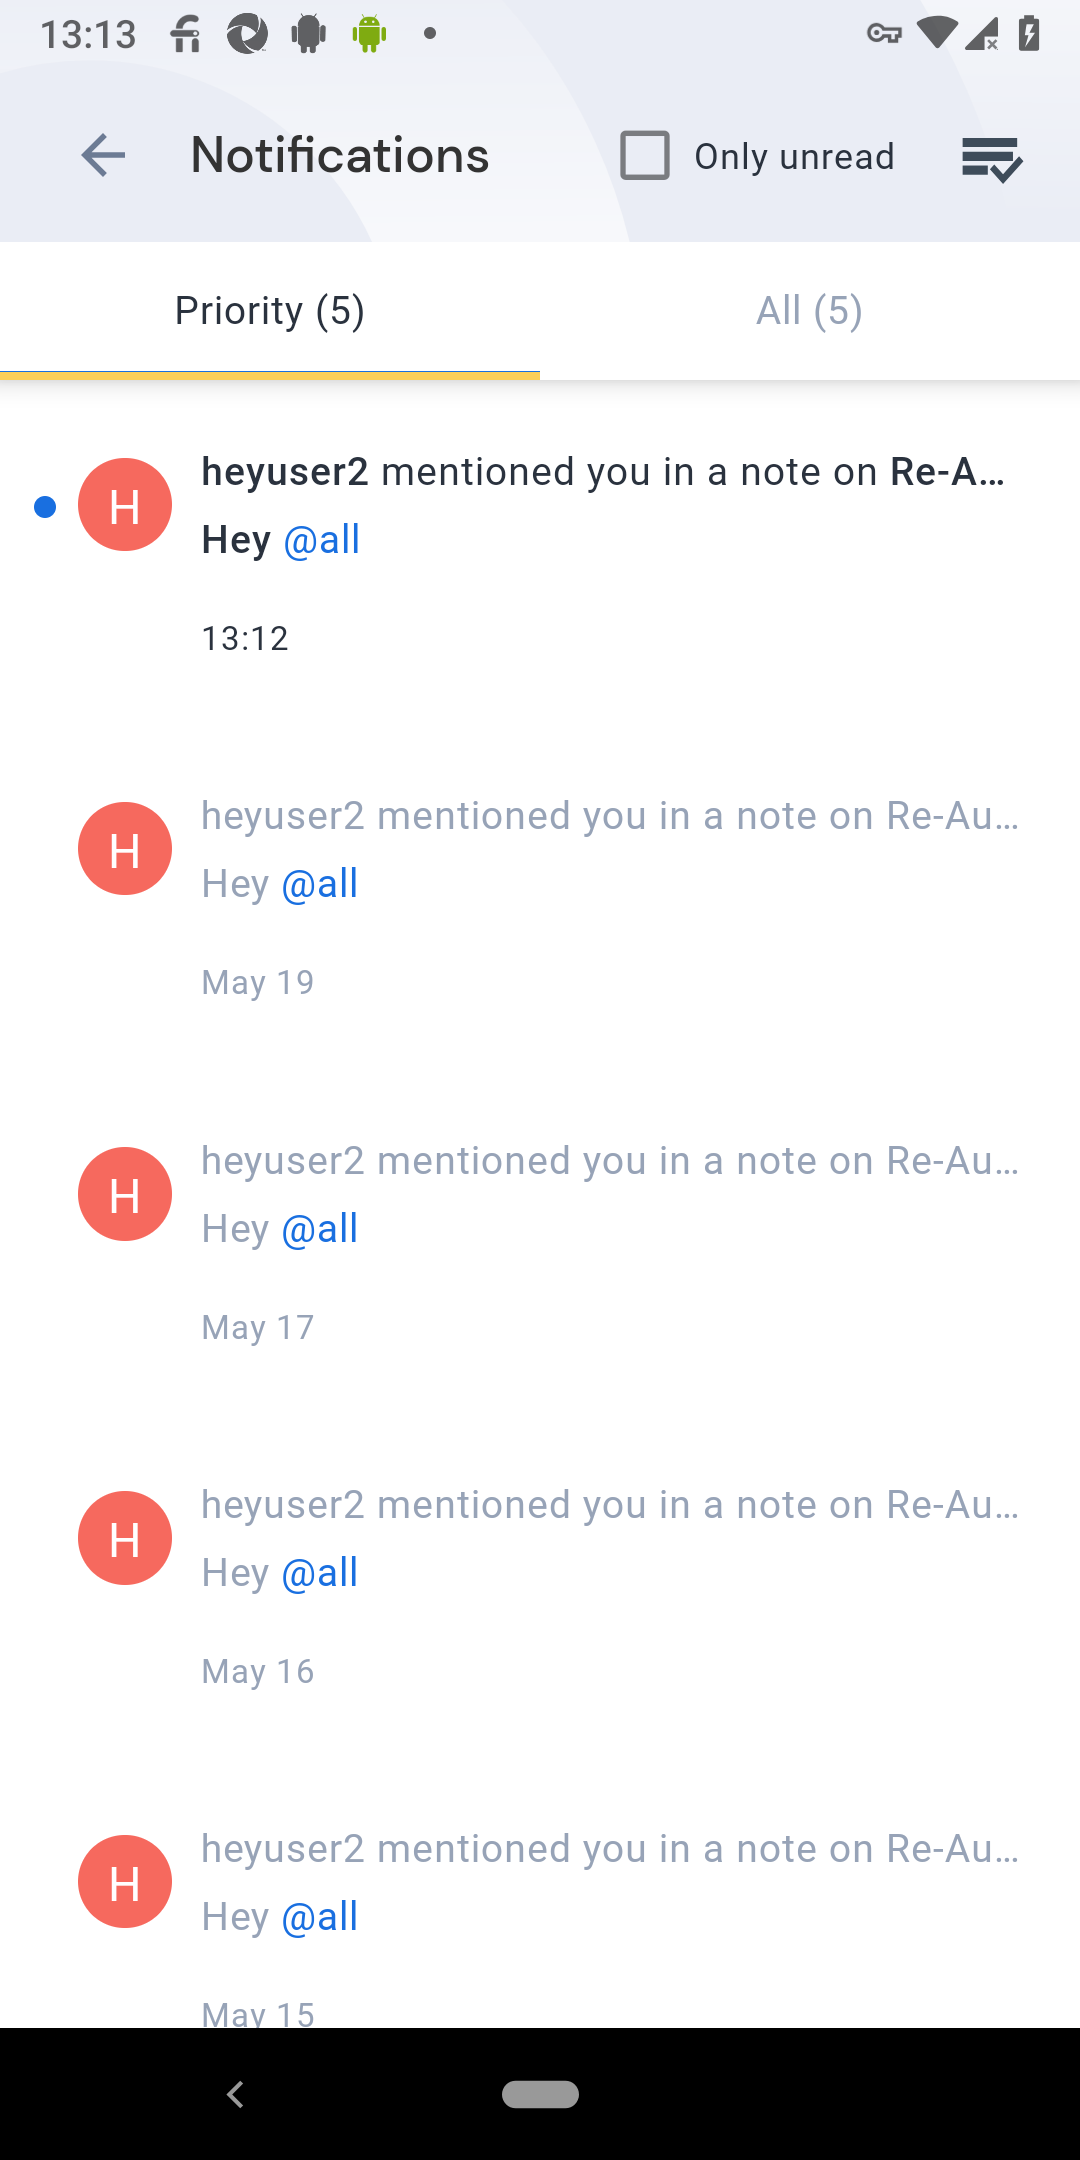 13:13
Notifications
Only unread
Priority (5)
All (5)
heyuser2 mentioned you in a note on Re-A...
H
Hey @all
13:12
heyuser2 mentioned you in a note on Re-Au...
H
Hey @all
May 19
heyuser2 mentioned you in a note on Re-Au...
H
Hey @all
May 17
heyuser2 mentioned you in a note on Re-Au...
H
Hey @all
May 16
heyuser2 mentioned you in a note on Re-Au...
H
Hey @all
May 15